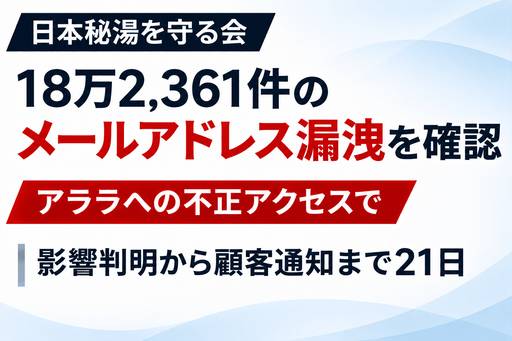 日本秘湯を守る会
18万2,361件の
メールアドレス漏洩を確認
アララへの不正アクセスで
影響判明から顧客通知まで21日